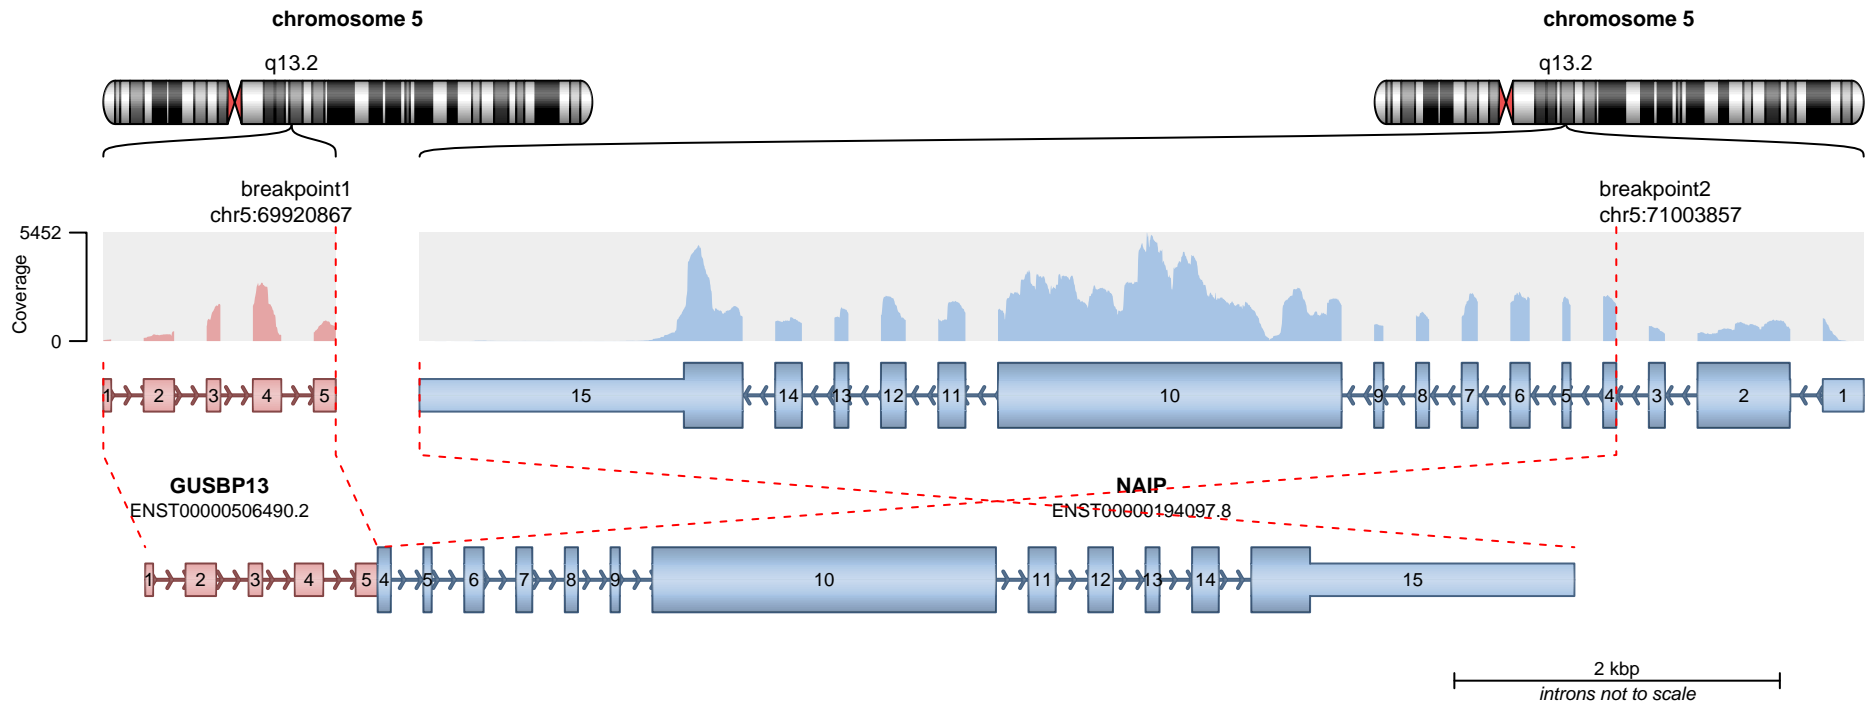 chromosome 5
chromosome 5
q13.2
q13.2
breakpoint1
chr5:69920867
breakpoint2
chr5:71003857
5452
Coverage
0
1 2 3 4 5
15 14 13 12 11 10 9 8 7 6 5 4 3 2 1
GUSBP13
ENST00000506490.2
NAIP
ENST00000194097.8
1 2 3 4 5 4 5 6 7 8 9 10 11 12 13 14 15
2 kbp
introns not to scale